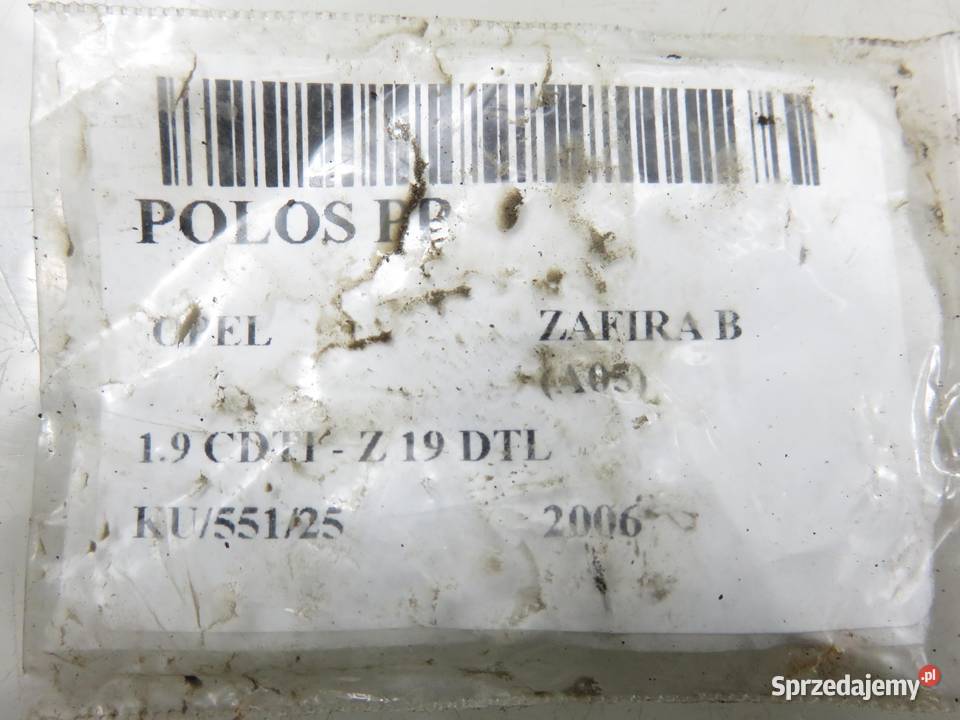 POLOS PP
OPEL ZAFIRA B
(A05)
1.9 CDTI - Z 19 DTL
KU/551/25 2006
Sprzedajemy.pl